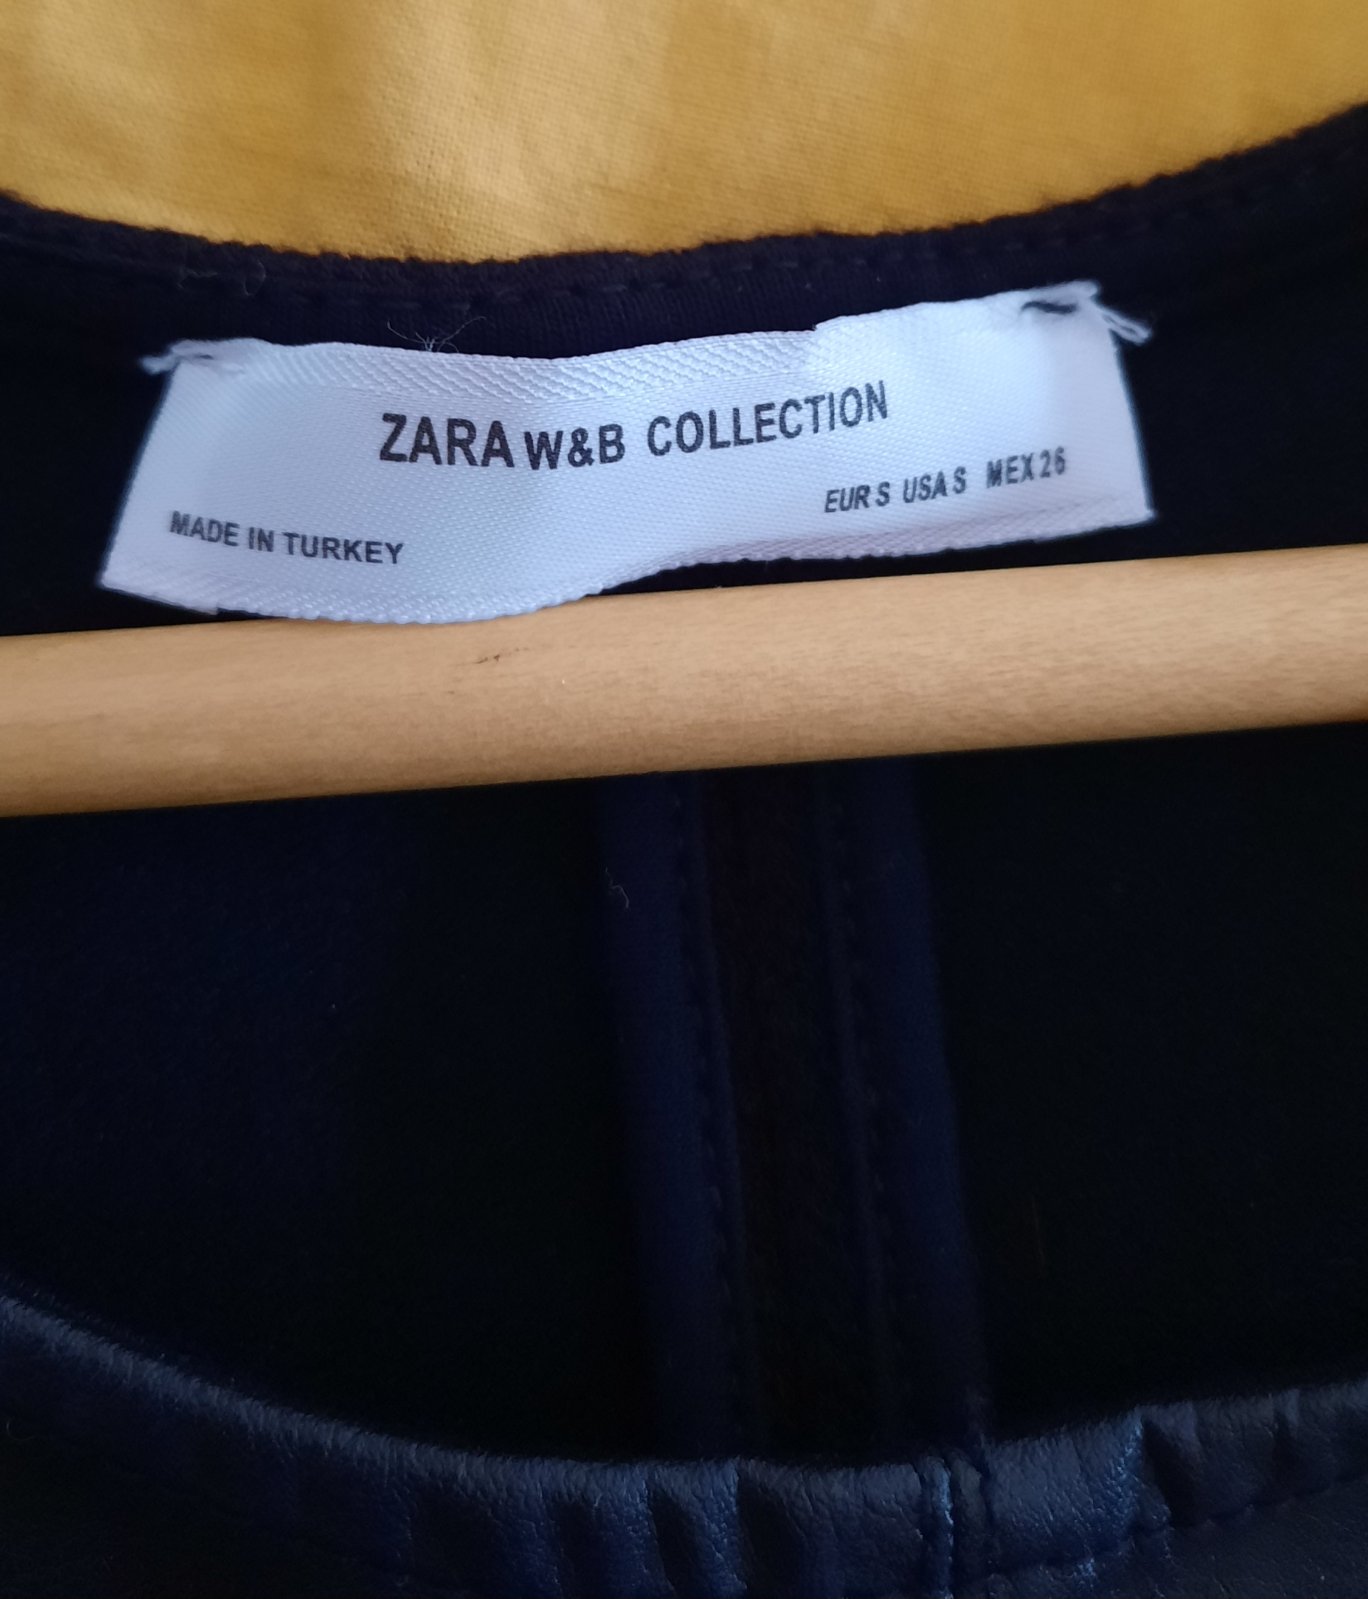 ZARA W&B COLLECTION
EUR S USA S MEX 26
MADE IN TURKEY